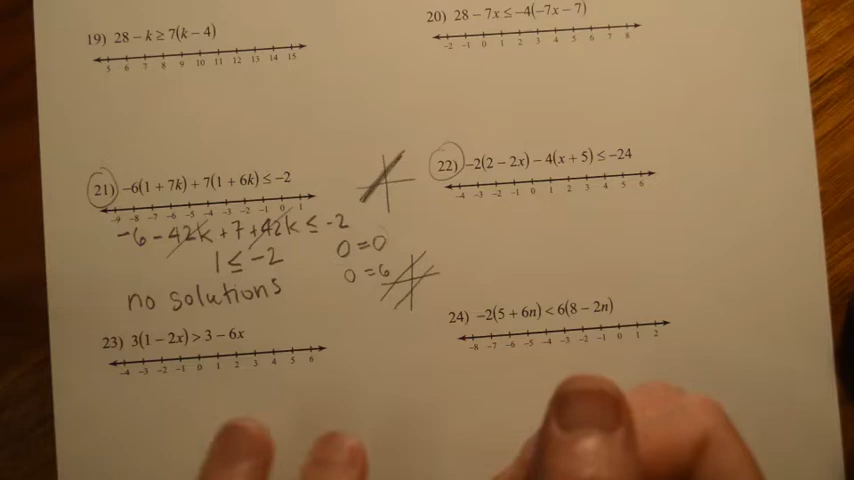 19) 28 − k ≥ 7(k − 4)
5 6 7 8 9 10 11 12 13 14 15
20) 28 − 7x ≤ −4(−7x − 7)
−2 −1 0 1 2 3 4 5 6 7 8
21) −6(1 + 7k) + 7(1 + 6k) ≤ −2
−9 −8 −7 −6 −5 −4 −3 −2 −1 0 1
-6 - 42k + 7 + 42k ≤ -2
1 ≤ -2
no solutions
0 = 0
0 = 6
22) −2(2 − 2x) − 4(x + 5) ≤ −24
−4 −3 −2 −1 0 1 2 3 4 5 6
23) 3(1 − 2x) > 3 − 6x
−4 −3 −2 −1 0 1 2 3 4 5 6
24) −2(5 + 6n) < 6(8 − 2n)
−8 −7 −6 −5 −4 −3 −2 −1 0 1 2